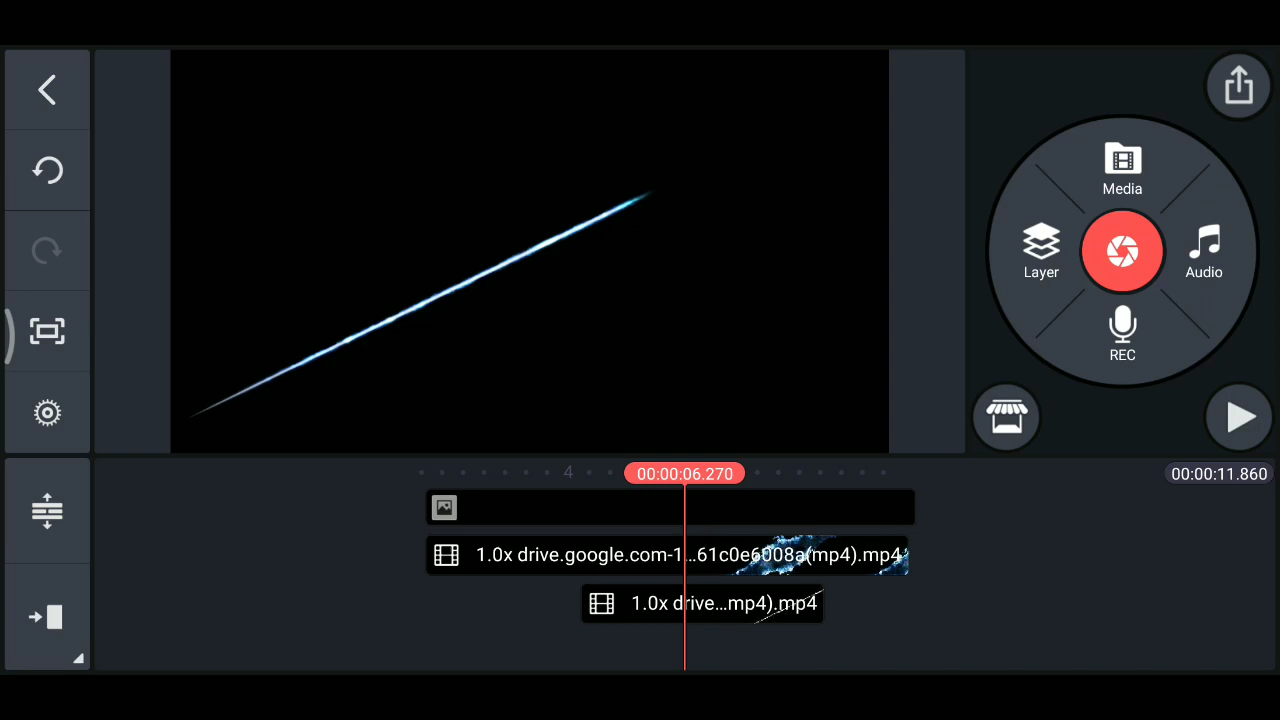 Media
Layer
Audio
REC
4
00:00:06.270
00:00:11.860
1.0x drive.google.com-1...61c0e6008a(mp4).mp4
1.0x drive...mp4).mp4